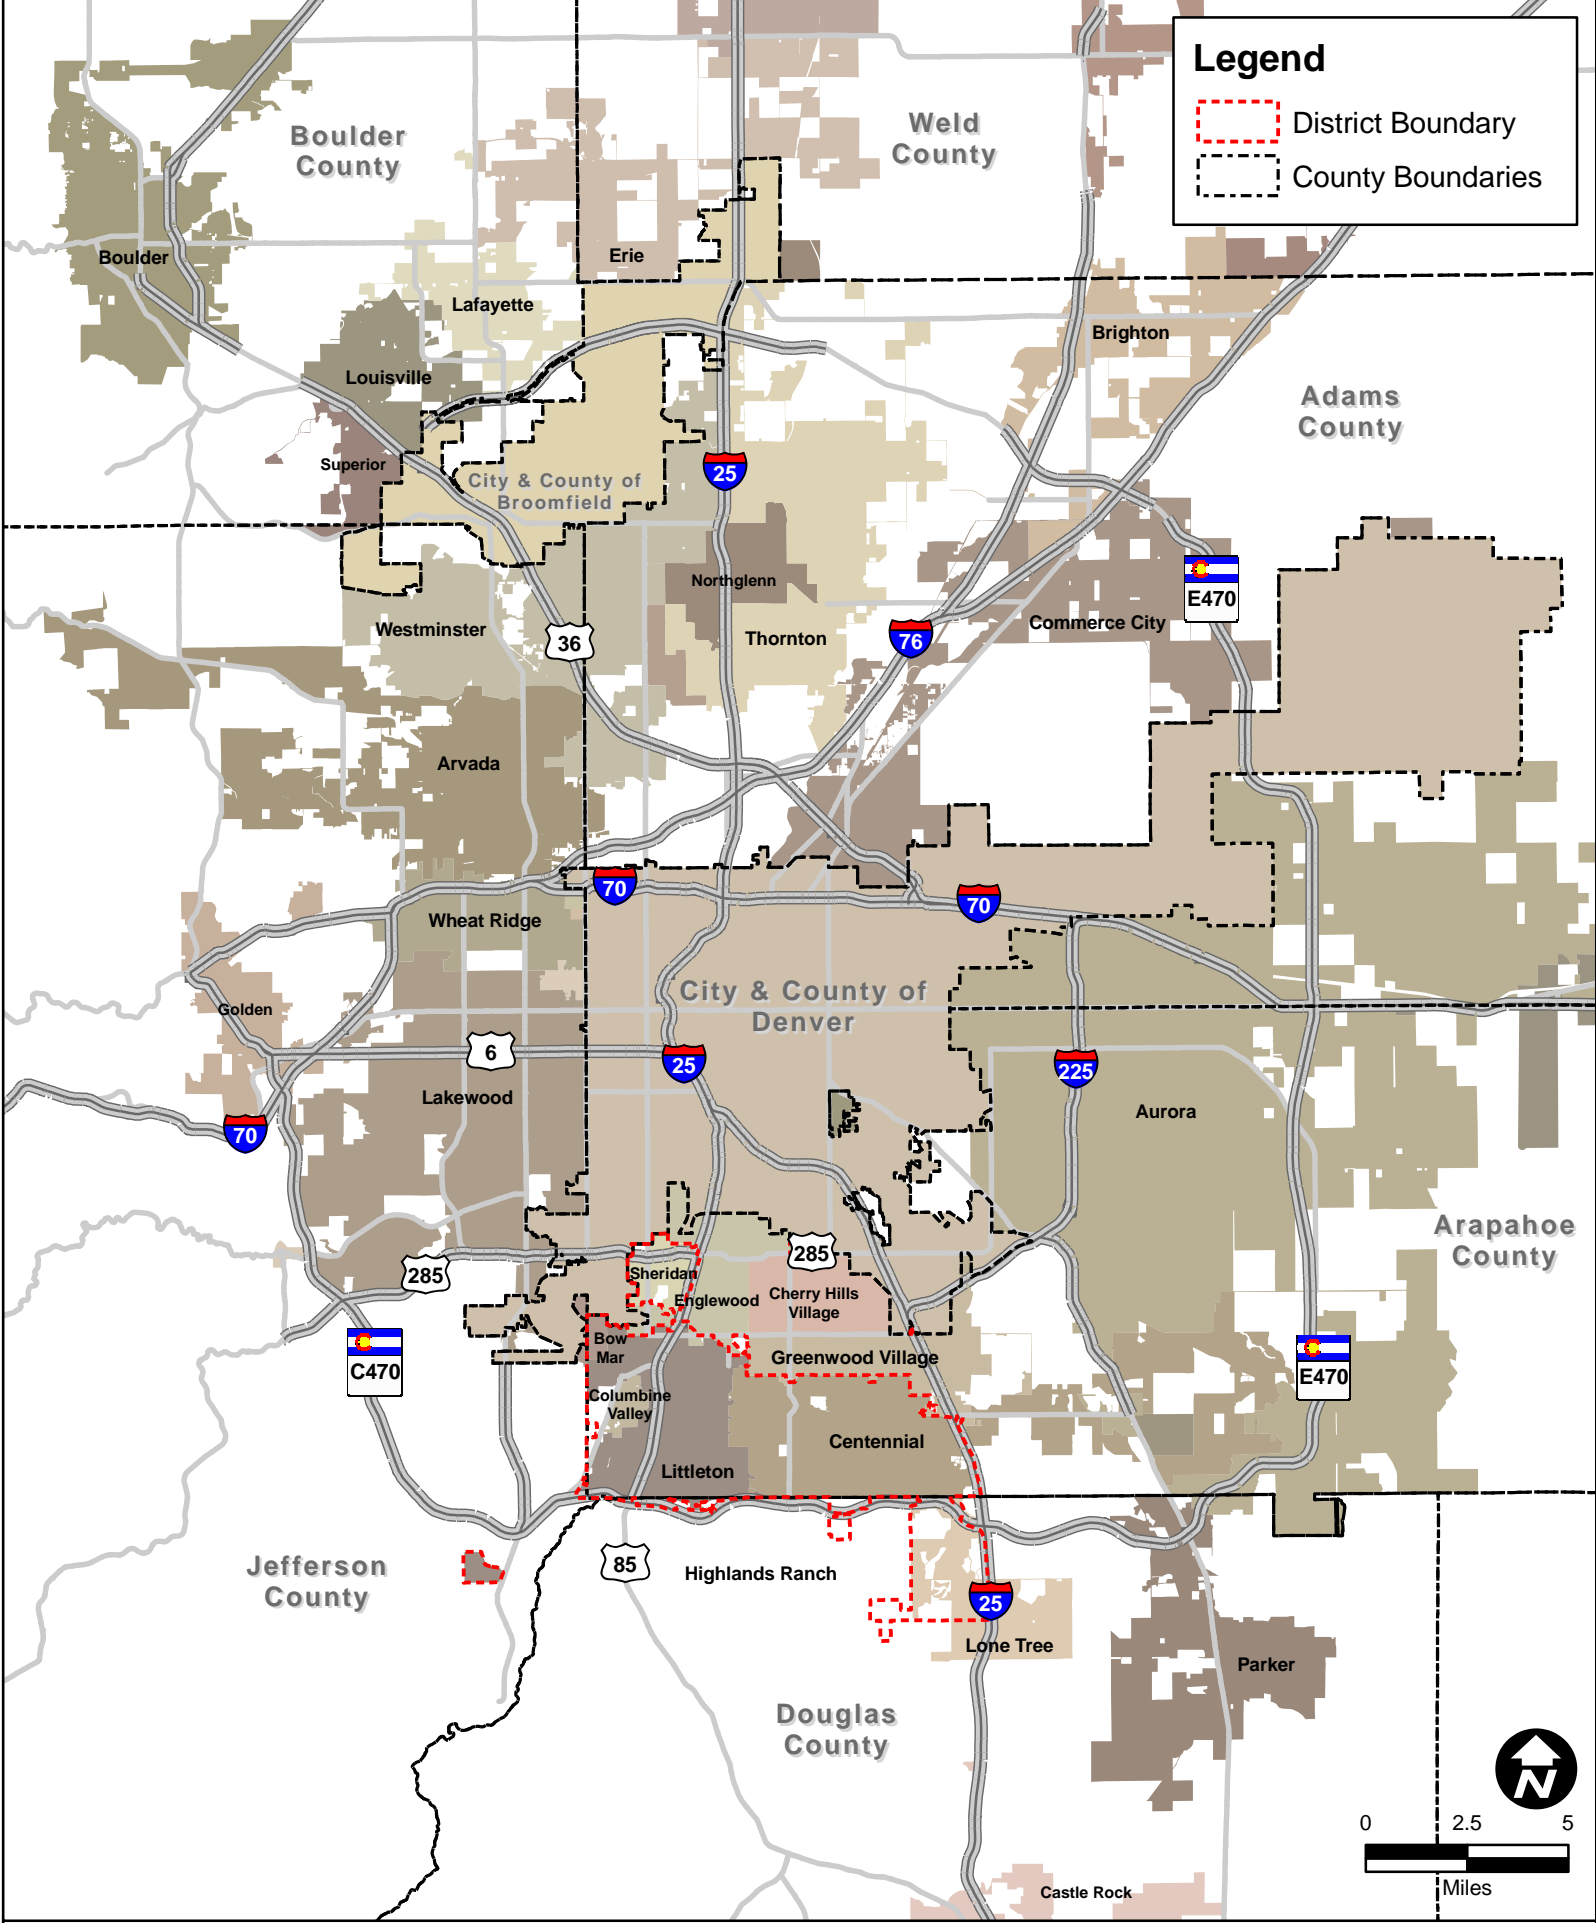 Legend
District Boundary
County Boundaries
Boulder
County
Weld
County
Boulder
Erie
Lafayette
Brighton
Louisville
Adams
County
Superior
City & County of
Broomfield
25
Northglenn
E470
Westminster
36
Thornton
76
Commerce City
Arvada
70
70
Wheat Ridge
City & County of
Denver
Golden
6
25
225
Lakewood
Aurora
70
Arapahoe
County
285
285
Sheridan
Englewood
Cherry Hills
Village
Bow
Mar
Greenwood Village
C470
E470
Columbine
Valley
Centennial
Littleton
Jefferson
County
85
Highlands Ranch
25
Lone Tree
Parker
Douglas
County
N
0 2.5 5
Miles
Castle Rock